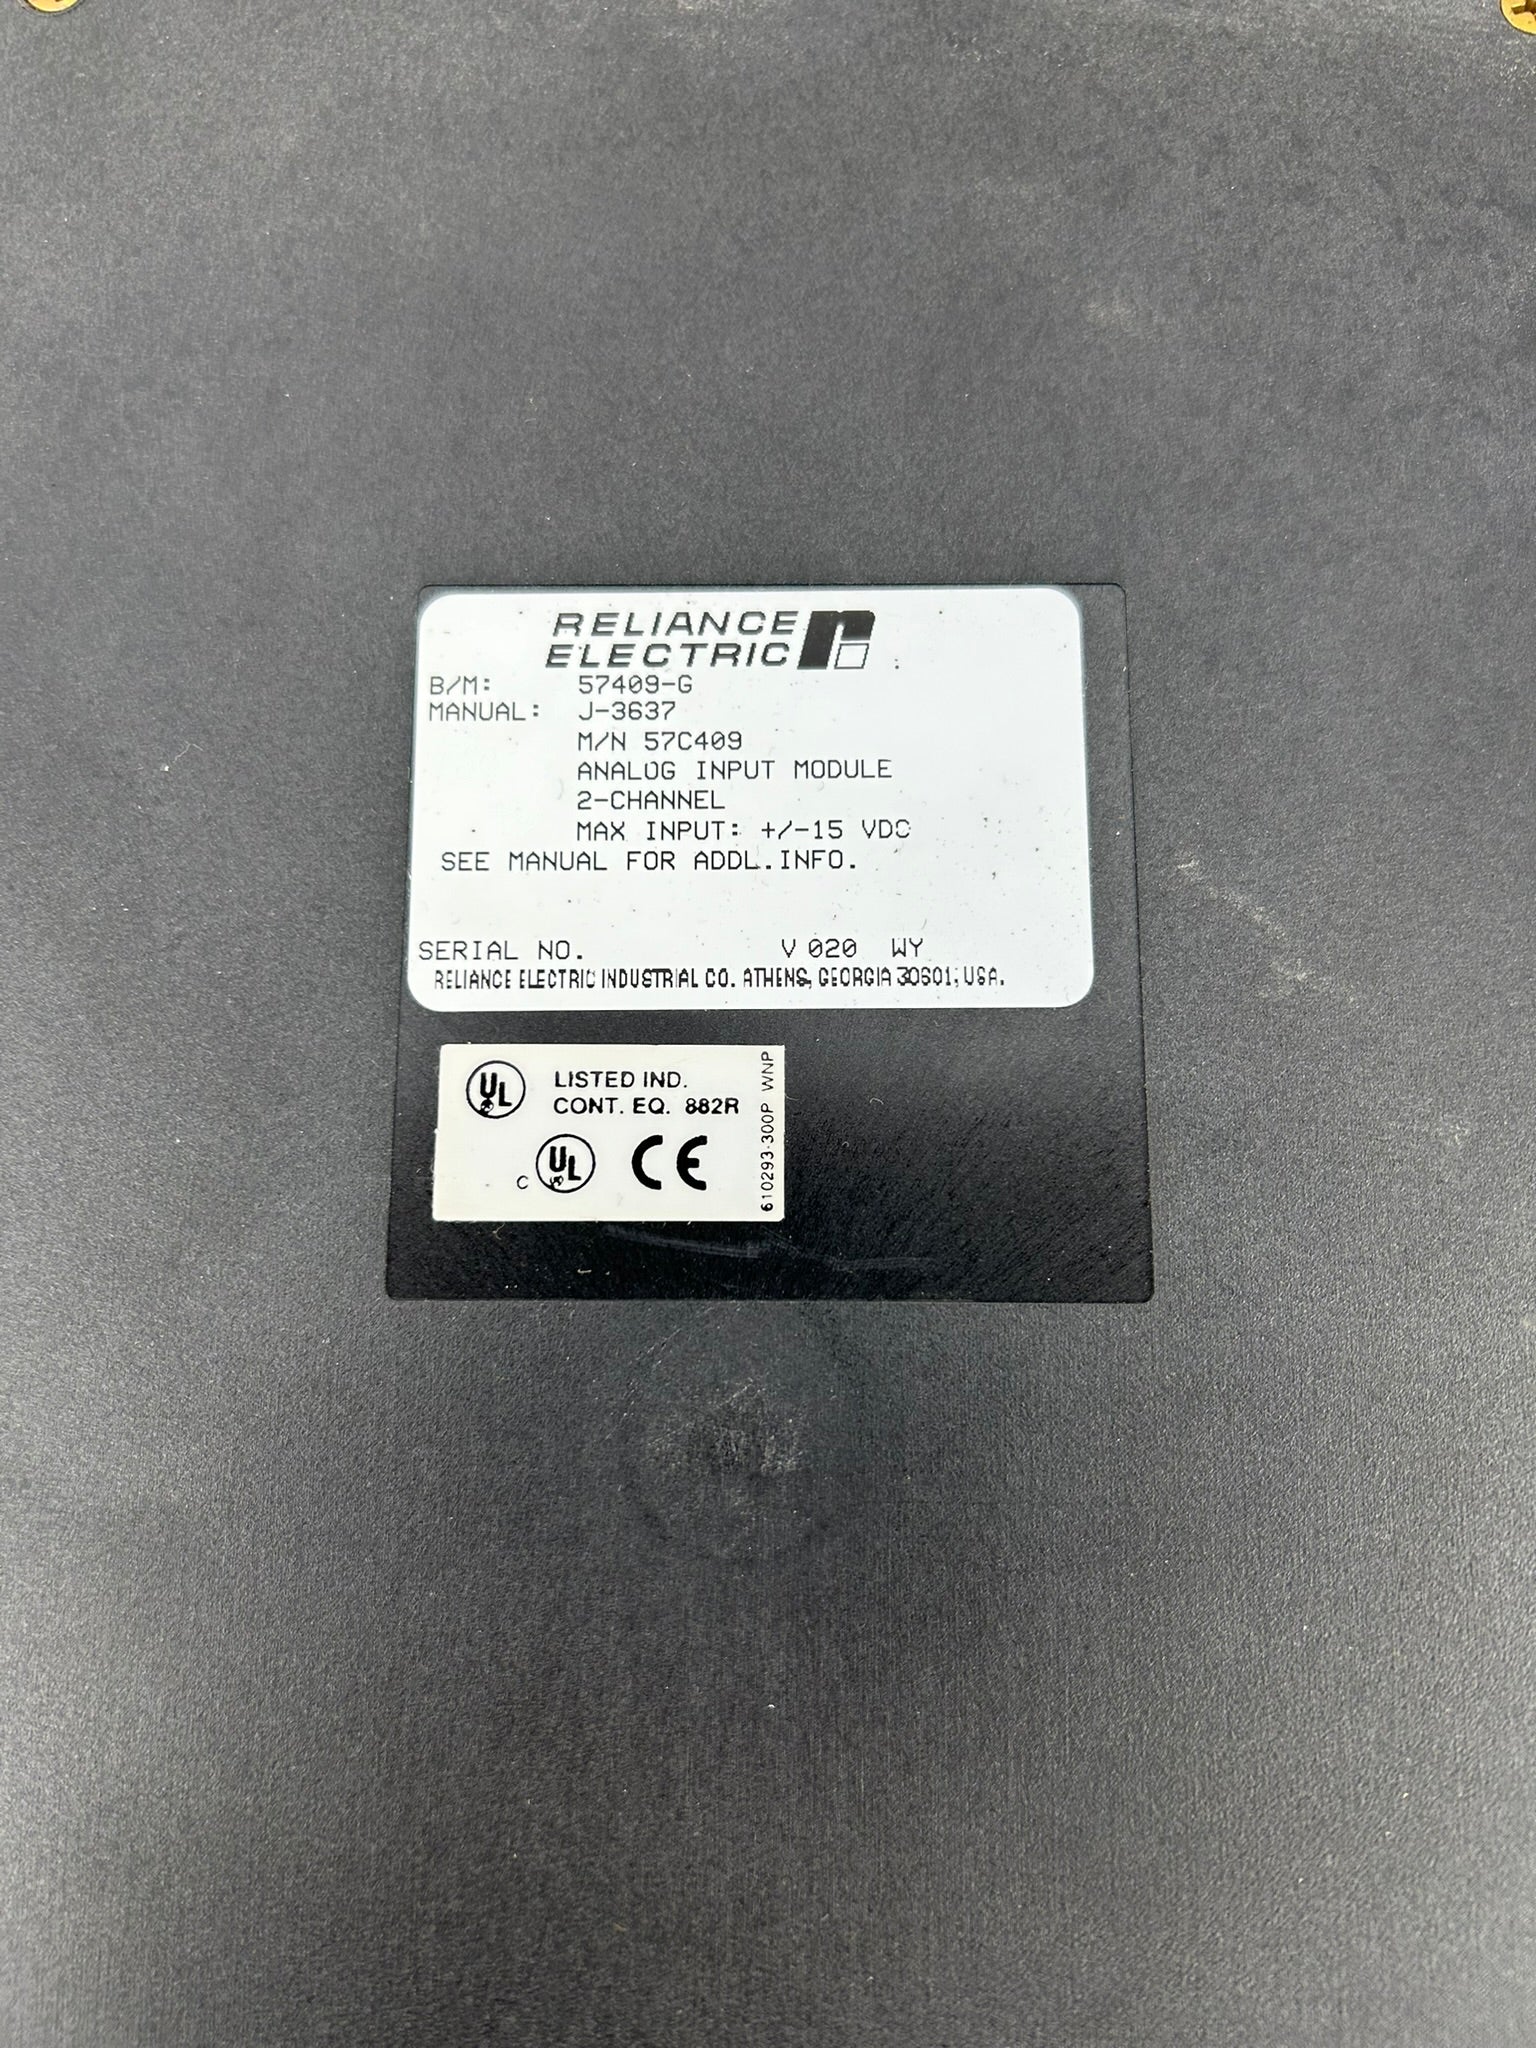 RELIANCE
ELECTRIC
B/M: 57409-G
MANUAL: J-3637
M/N 57C409
ANALOG INPUT MODULE
2-CHANNEL
MAX INPUT: +/-15 VDC
SEE MANUAL FOR ADDL.INFO.
SERIAL NO. V 020 WY
RELIANCE ELECTRIC INDUSTRIAL CO. ATHENS, GEORGIA 30601, USA.
UL LISTED IND.
CONT. EQ. 882R
C UL CE
610293-300P WNP